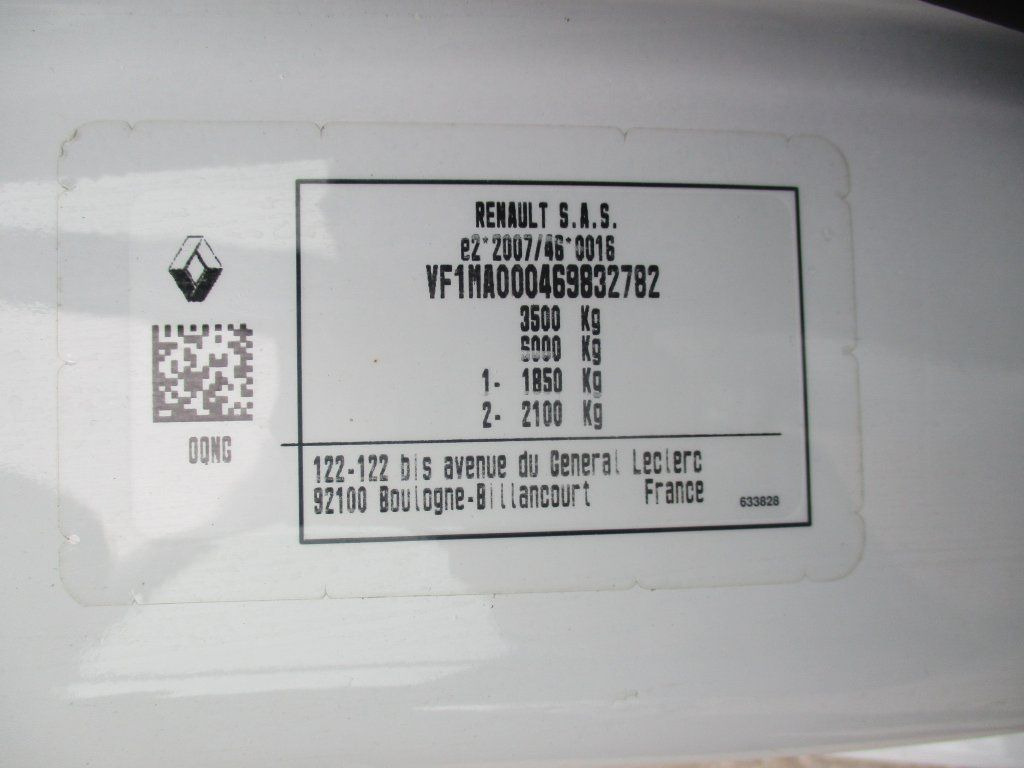 RENAULT S.A.S.
e2*2007/46*0016
VF1MA000469832782
3500 Kg
6000 Kg
1- 1850 Kg
2- 2100 Kg
OQNG
122-122 bis avenue du General Leclerc
92100 Boulogne-Billancourt France
633828